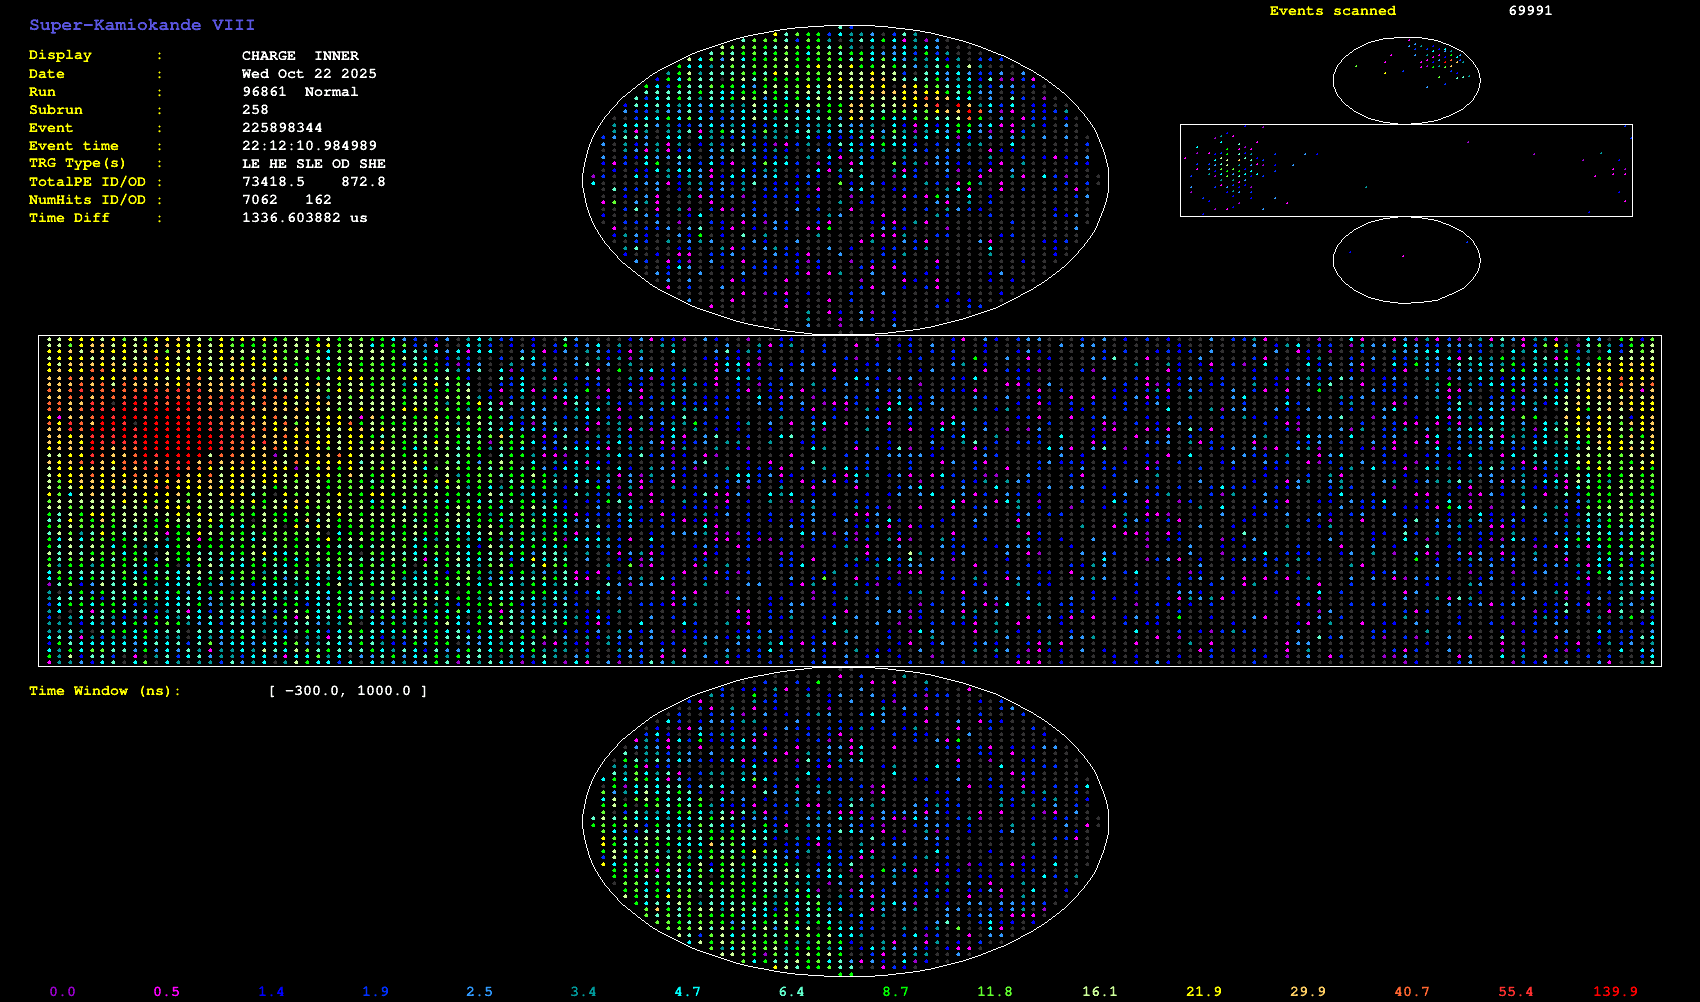 Super-Kamiokande VIII
Events scanned 69991
Display : CHARGE INNER
Date : Wed Oct 22 2025
Run : 96861 Normal
Subrun : 258
Event : 225898344
Event time : 22:12:10.984989
TRG Type(s) : LE HE SLE OD SHE
TotalPE ID/OD : 73418.5 872.8
NumHits ID/OD : 7062 162
Time Diff : 1336.603882 us
Time Window (ns): [ -300.0, 1000.0 ]
0.0 0.5 1.4 1.9 2.5 3.4 4.7 6.4 8.7 11.8 16.1 21.9 29.9 40.7 55.4 139.9